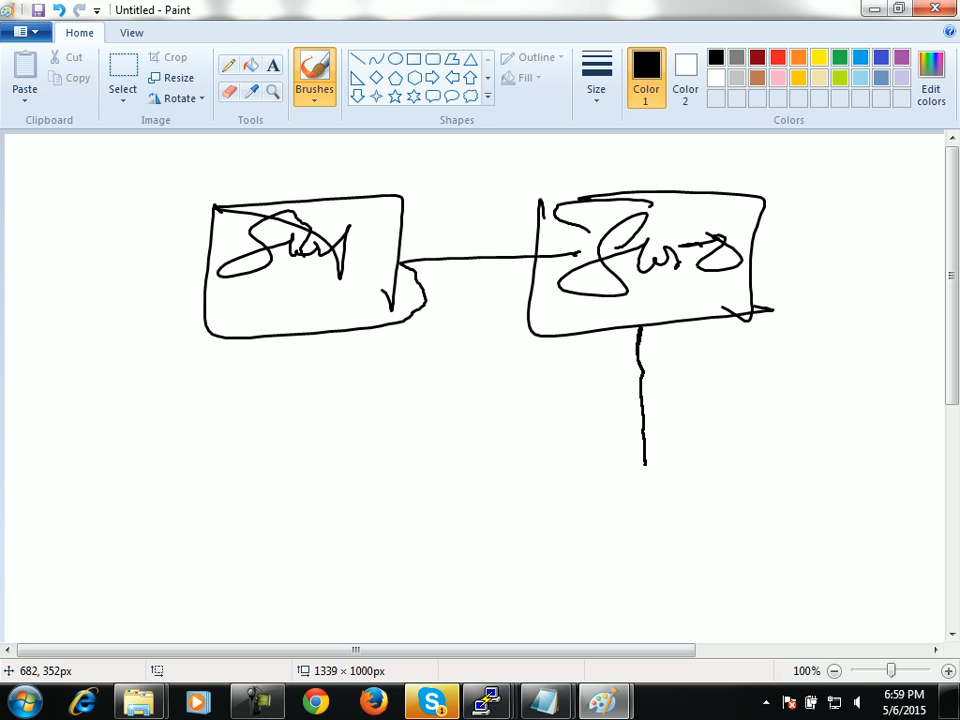 Untitled - Paint
Home View
Paste
Cut
Copy
Clipboard
Select
Crop
Resize
Rotate
Image
A
Tools
Brushes
Outline
Fill
Shapes
Size
Color 1
Color 2
Edit colors
Colors
682, 352px
1339 × 1000px
100%
6:59 PM
5/6/2015